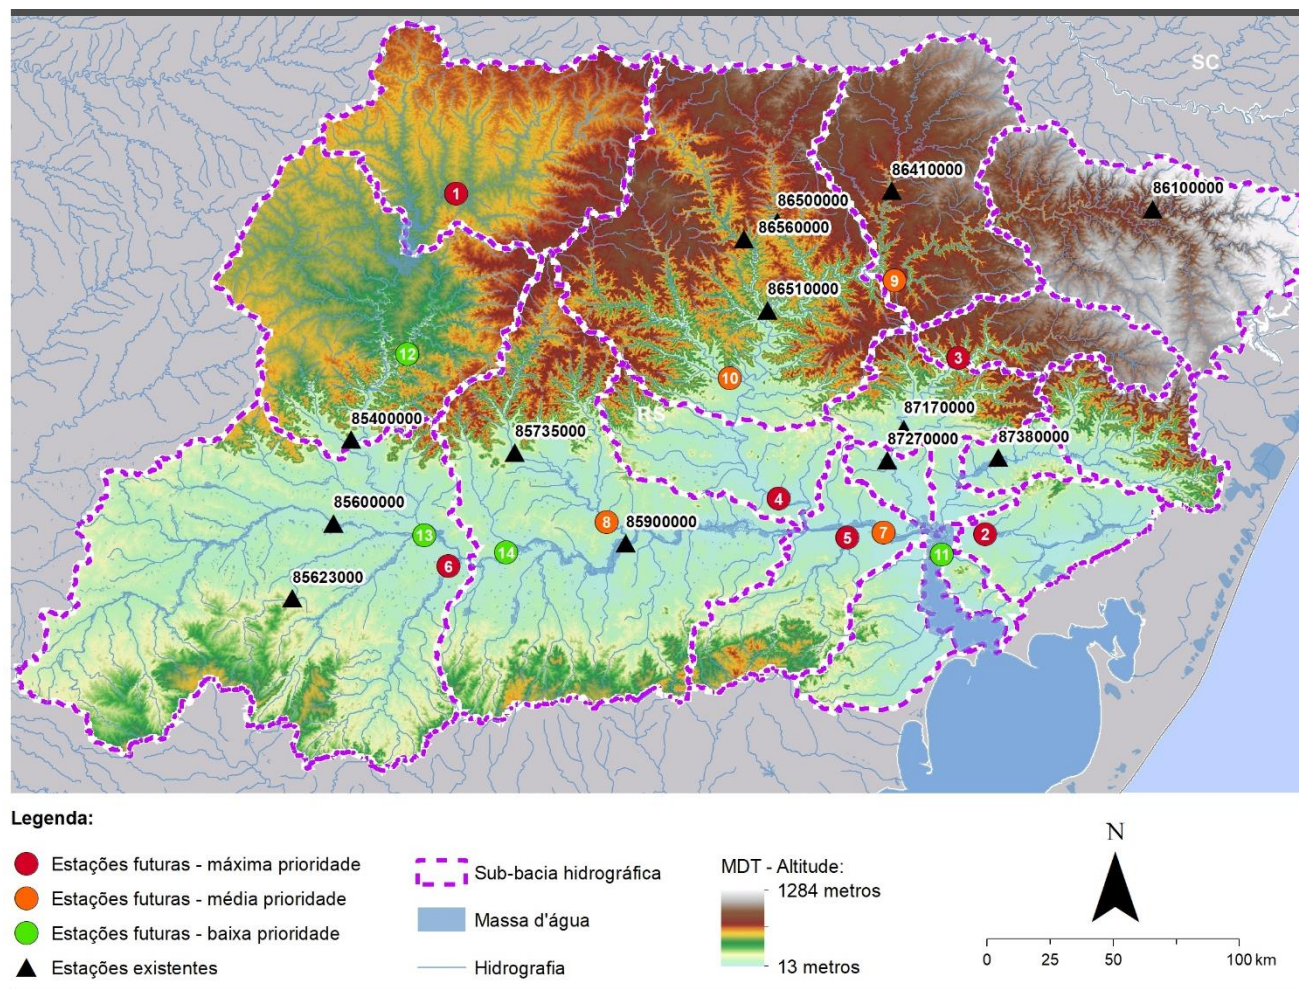 SC
86410000
86100000
1
86500000
86560000
9
86510000
12
3
10
RS
85400000
85735000
87170000
87270000
87380000
85600000
4
8
85900000
13
5
7
2
14
11
6
85623000
Legenda:
Estações futuras - máxima prioridade
Estações futuras - média prioridade
Estações futuras - baixa prioridade
Estações existentes
Sub-bacia hidrográfica
Massa d'água
Hidrografia
MDT - Altitude:
1284 metros
13 metros
N
0 25 50 100 km